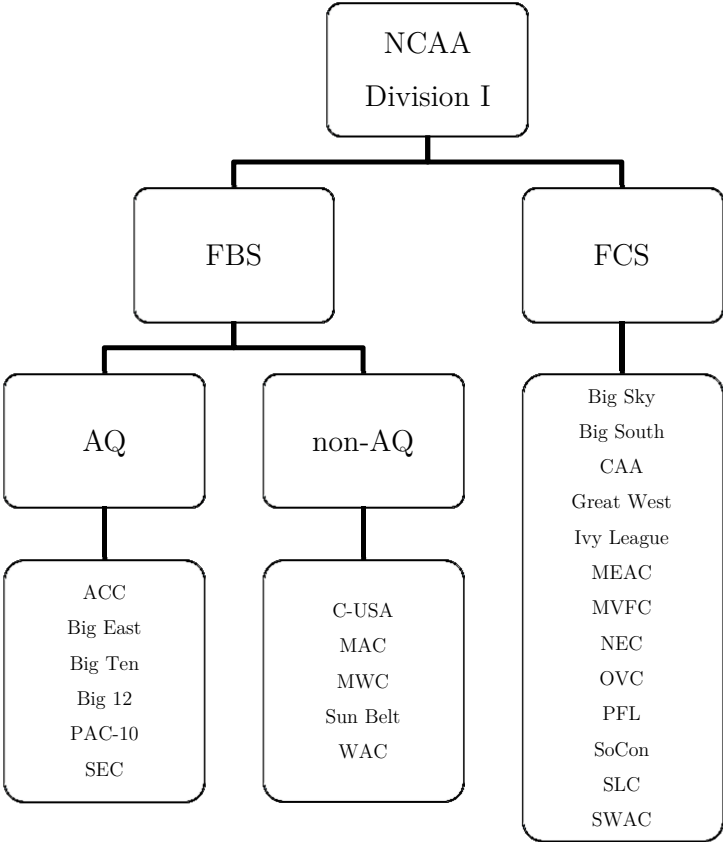 NCAA
Division I
FBS
FCS
AQ
non-AQ
ACC
Big East
Big Ten
Big 12
PAC-10
SEC
C-USA
MAC
MWC
Sun Belt
WAC
Big Sky
Big South
CAA
Great West
Ivy League
MEAC
MVFC
NEC
OVC
PFL
SoCon
SLC
SWAC